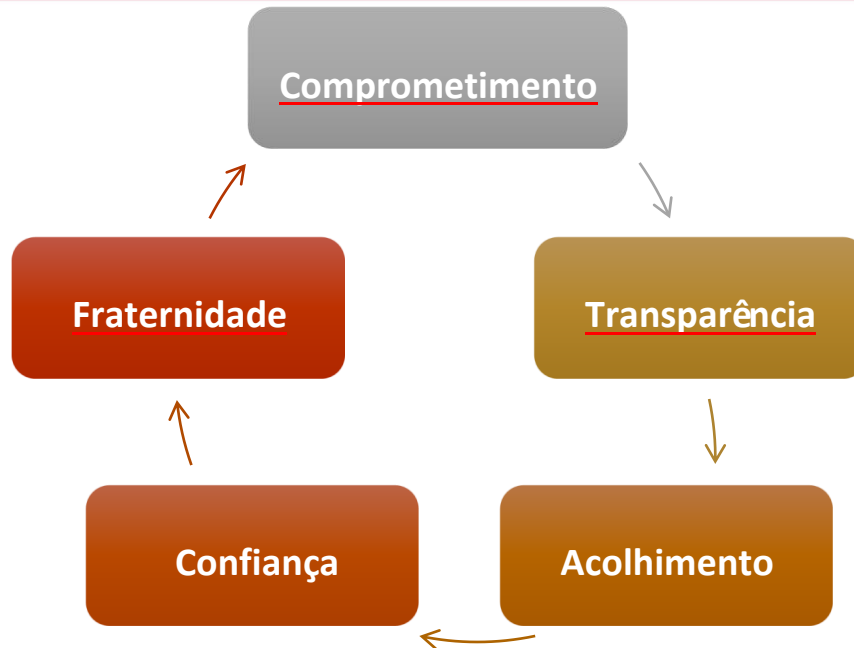 Comprometimento
Transparência
Acolhimento
Confiança
Fraternidade